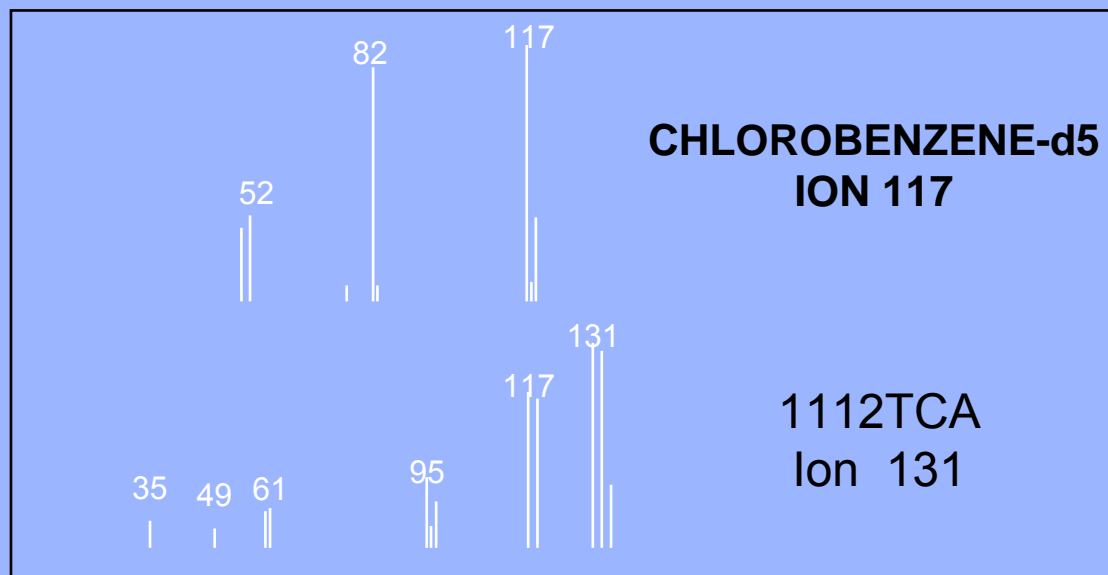 117
82
52
CHLOROBENZENE-d5
ION 117
131
117
95
61
49
35
1112TCA
Ion 131